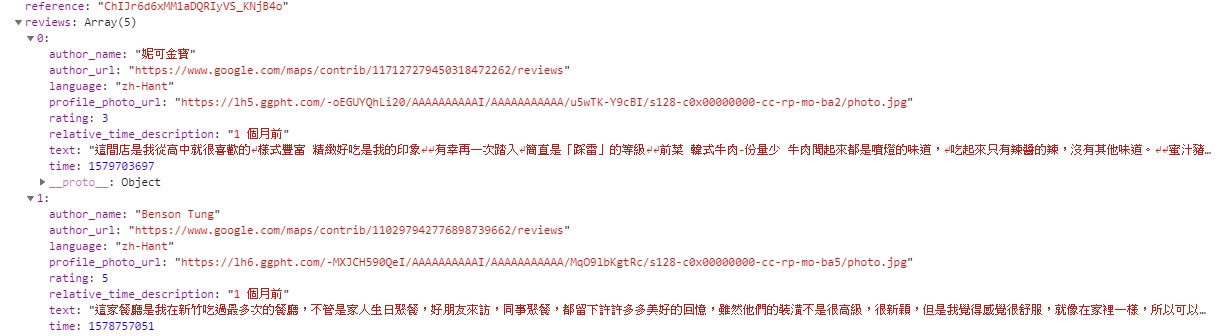 reference: "ChIJr6d6xMM1aDQRIyVS_KNjB4o"
▼reviews: Array(5)
▼0:
author_name: "妮可金寶"
author_url: "https://www.google.com/maps/contrib/117127279450318472262/reviews"
language: "zh-Hant"
profile_photo_url: "https://lh5.ggpht.com/-oEGUYQhLi20/AAAAAAAAAAI/AAAAAAAAAAA/u5wTK-Y9cBI/s128-c0x00000000-cc-rp-mo-ba2/photo.jpg"
rating: 3
relative_time_description: "1 個月前"
text: "這間店是我從高中就很喜歡的↵樣式豐富 精緻好吃是我的印象↵↵有幸再一次踏入↵簡直是「踩雷」的等級↵↵前菜 韓式牛肉-份量少 牛肉聞起來都是噴燈的味道，↵吃起來只有辣醬的辣，沒有其他味道。↵↵蜜汁豬…
time: 1579703697
▶__proto__: Object
▼1:
author_name: "Benson Tung"
author_url: "https://www.google.com/maps/contrib/110297942776898739662/reviews"
language: "zh-Hant"
profile_photo_url: "https://lh6.ggpht.com/-MXJCH590QeI/AAAAAAAAAAI/AAAAAAAAAAA/MqO9lbKgtRc/s128-c0x00000000-cc-rp-mo-ba5/photo.jpg"
rating: 5
relative_time_description: "1 個月前"
text: "這家餐廳是我在新竹吃過最多次的餐廳，不管是家人生日聚餐，好朋友來訪，同事聚餐，都留下許許多多美好的回憶，雖然他們的裝潢不是很高級，很新穎，但是我覺得感覺很舒服，就像在家裡一樣，所以可以…
time: 1578757051